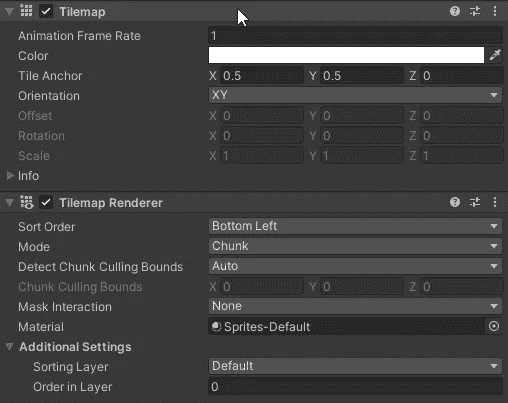 Tilemap
Animation Frame Rate 1
Color
Tile Anchor X 0.5 Y 0.5 Z 0
Orientation XY
Offset X 0 Y 0 Z 0
Rotation X 0 Y 0 Z 0
Scale X 1 Y 1 Z 1
Info
Tilemap Renderer
Sort Order Bottom Left
Mode Chunk
Detect Chunk Culling Bounds Auto
Chunk Culling Bounds X 0 Y 0 Z 0
Mask Interaction None
Material Sprites-Default
Additional Settings
Sorting Layer Default
Order in Layer 0